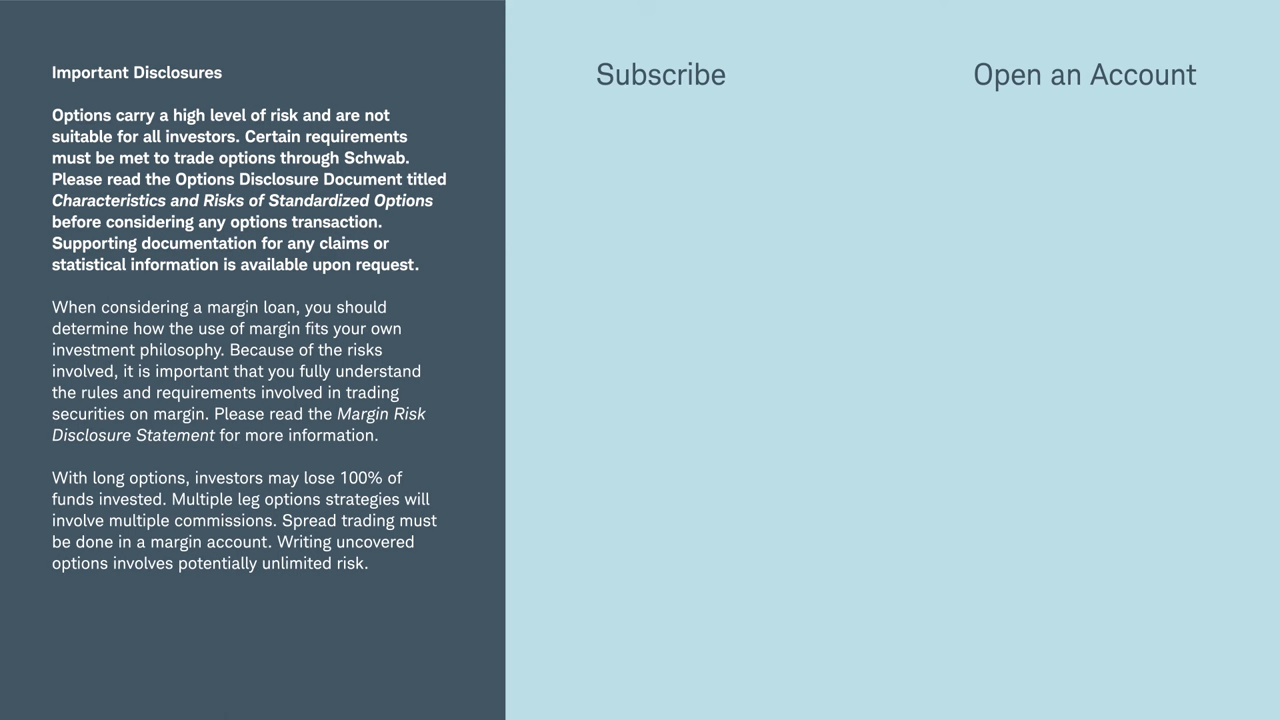 Important Disclosures
Options carry a high level of risk and are not
suitable for all investors. Certain requirements
must be met to trade options through Schwab.
Please read the Options Disclosure Document titled
Characteristics and Risks of Standardized Options
before considering any options transaction.
Supporting documentation for any claims or
statistical information is available upon request.
When considering a margin loan, you should
determine how the use of margin fits your own
investment philosophy. Because of the risks
involved, it is important that you fully understand
the rules and requirements involved in trading
securities on margin. Please read the Margin Risk
Disclosure Statement for more information.
With long options, investors may lose 100% of
funds invested. Multiple leg options strategies will
involve multiple commissions. Spread trading must
be done in a margin account. Writing uncovered
options involves potentially unlimited risk.
Subscribe
Open an Account